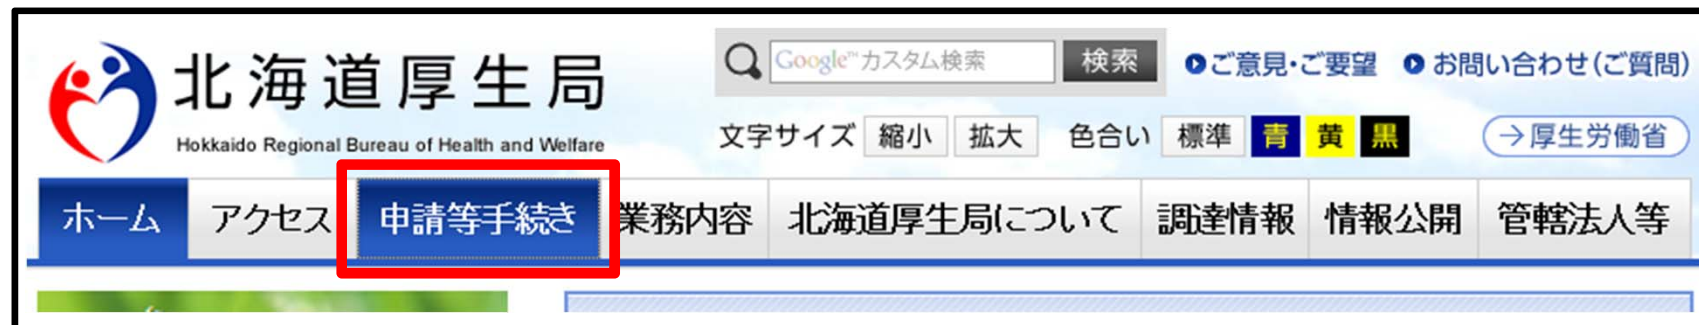 北海道厚生局
Hokkaido Regional Bureau of Health and Welfare
Google™ カスタム検索 検索 ご意見・ご要望 お問い合わせ(ご質問)
文字サイズ 縮小 拡大 色合い 標準 青 黄 黒 →厚生労働省
ホーム アクセス 申請等手続き 業務内容 北海道厚生局について 調達情報 情報公開 管轄法人等